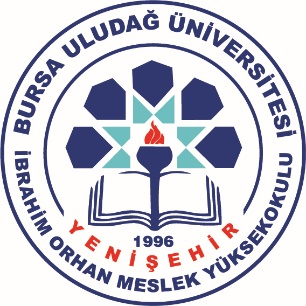 BURSA ULUDAĞ ÜNİVERSİTESİ
İBRAHİM ORHAN MESLEK YÜKSEKOKULU
1996
YENİŞEHİR